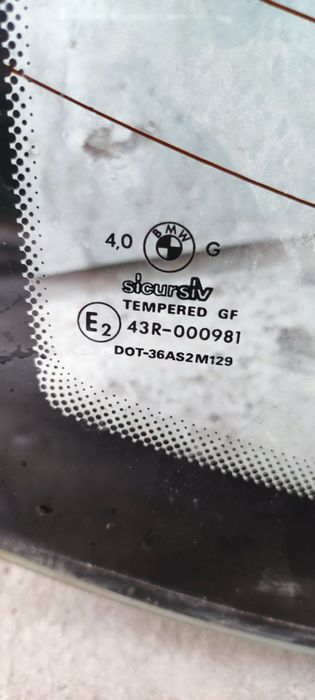 BMW
4,0 G
sicursiv
TEMPERED GF
E2 43R-000981
DOT-36AS2M129